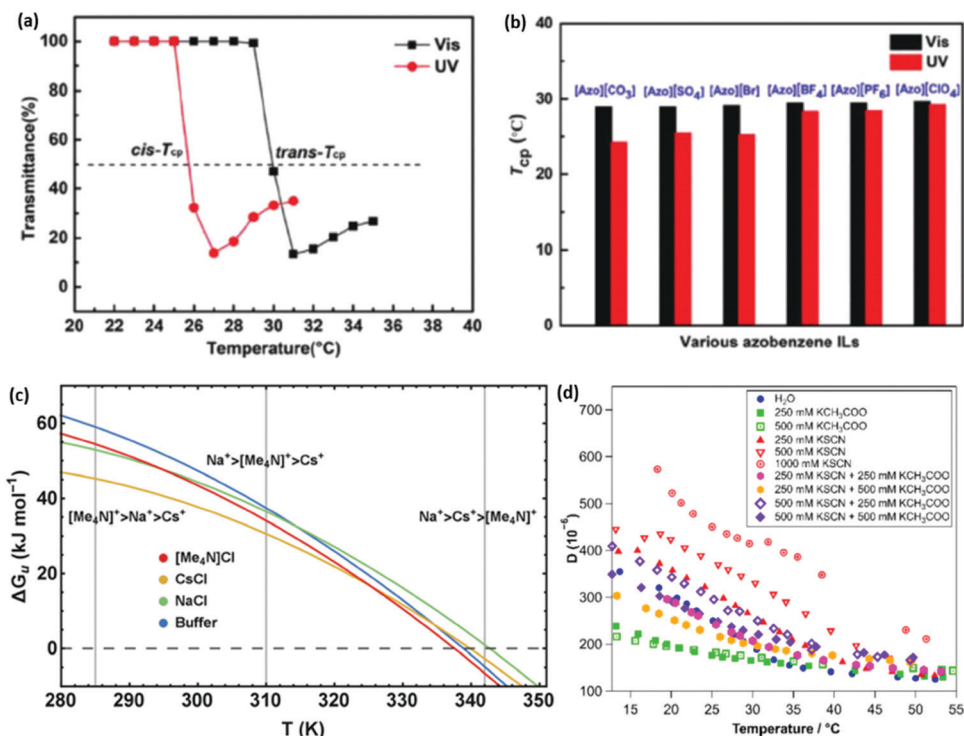 (a)
Transmittance(%)
100
80
60
40
20
0
Vis
UV
cis-Tcp
trans-Tcp
20 22 24 26 28 30 32 34 36 38 40
Temperature(°C)
(b)
Tcp (°C)
40
30
20
10
0
Vis
UV
[Azo][CO₃] [Azo][SO₄] [Azo][Br] [Azo][BF₄] [Azo][PF₆] [Azo][ClO₄]
Various azobenzene ILs
(c)
ΔGᵤ (kJ mol⁻¹)
60
40
20
0
Na⁺>[Me₄N]⁺>Cs⁺
[Me₄N]⁺>Na⁺>Cs⁺
Na⁺>Cs⁺>[Me₄N]⁺
[Me₄N]Cl
CsCl
NaCl
Buffer
280 290 300 310 320 330 340 350
T (K)
(d)
D (10⁻⁶)
700
600
500
400
300
200
100
H₂O
250 mM KCH₃COO
500 mM KCH₃COO
250 mM KSCN
500 mM KSCN
1000 mM KSCN
250 mM KSCN + 250 mM KCH₃COO
250 mM KSCN + 500 mM KCH₃COO
500 mM KSCN + 250 mM KCH₃COO
500 mM KSCN + 500 mM KCH₃COO
15 20 25 30 35 40 45 50 55
Temperature / °C